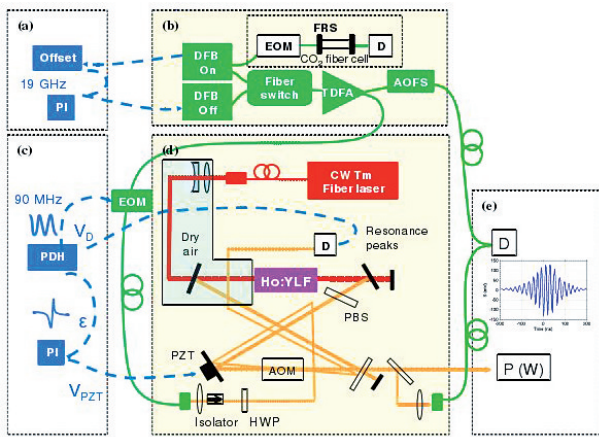 (a)
Offset
19 GHz
PI
(b)
DFB
On
DFB
Off
EOM
FRS
D
CO₂ fiber cell
Fiber
switch
TDFA
AOFS
(c)
90 MHz
PDH
V_D
ε
PI
V_PZT
EOM
(d)
CW Tm
Fiber laser
Dry
air
D
Resonance
peaks
Ho:YLF
PBS
PZT
AOM
Isolator
HWP
(e)
D
Time (ns)
P (W)